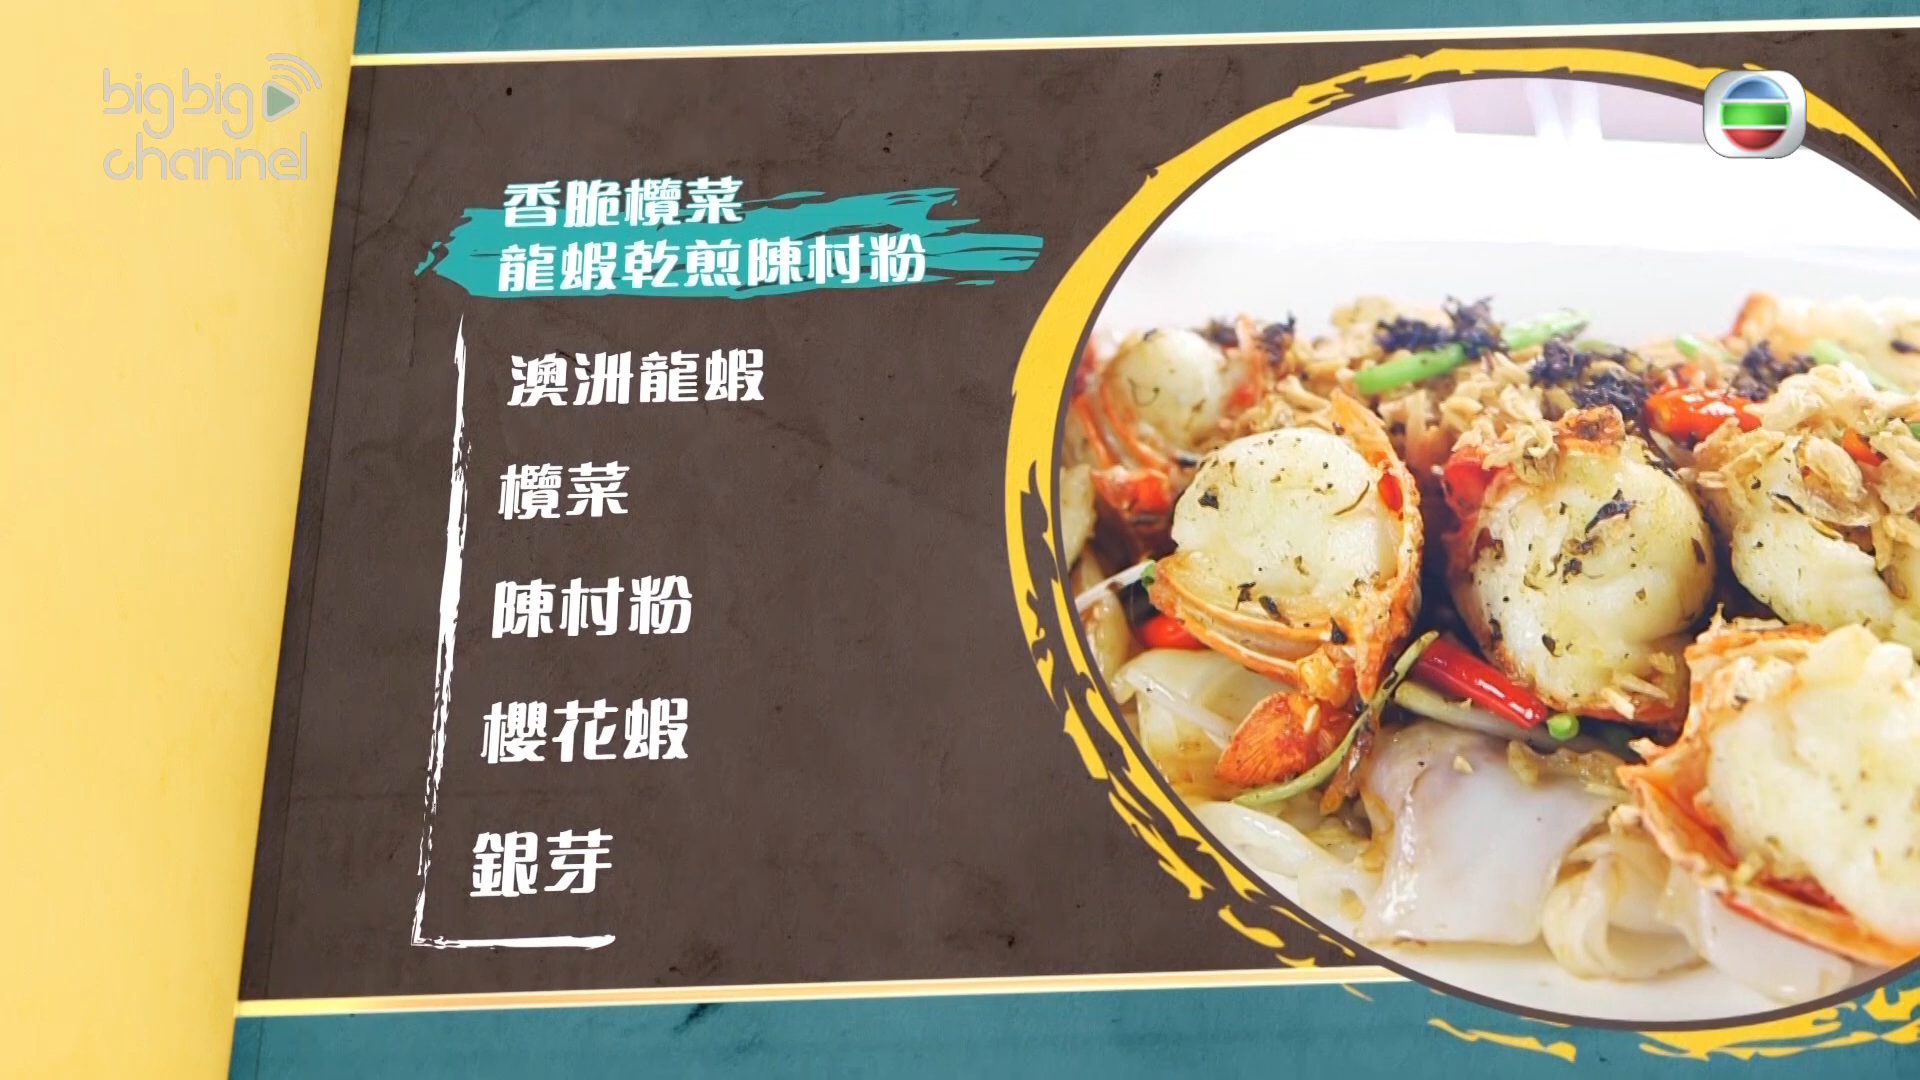 big big
channel
香脆欖菜
龍蝦乾煎陳村粉
澳洲龍蝦
欖菜
陳村粉
櫻花蝦
銀芽